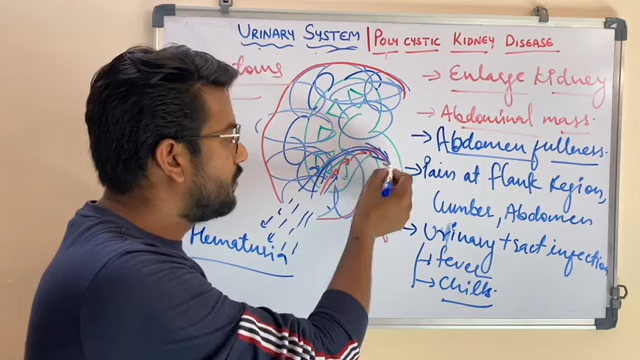 URINARY SYSTEM | POLYCYSTIC KIDNEY DISEASE
→ Enlarge kidney
→ Abdominal mass.
→ Abdomen fullness.
→ Pain at flank Region,
Lumber, Abdomen
→ Urinary tract infection
→ fever
→ chills.
Hematuria